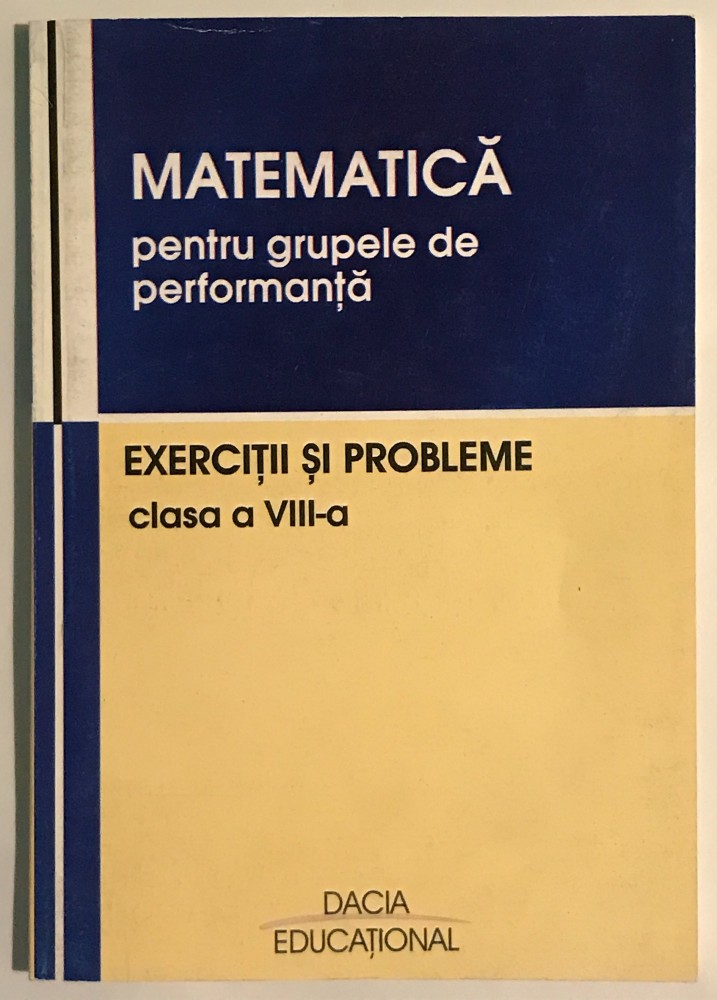 MATEMATICĂ
pentru grupele de
performanță
EXERCIȚII ȘI PROBLEME
clasa a VIII-a
DACIA
EDUCAȚIONAL